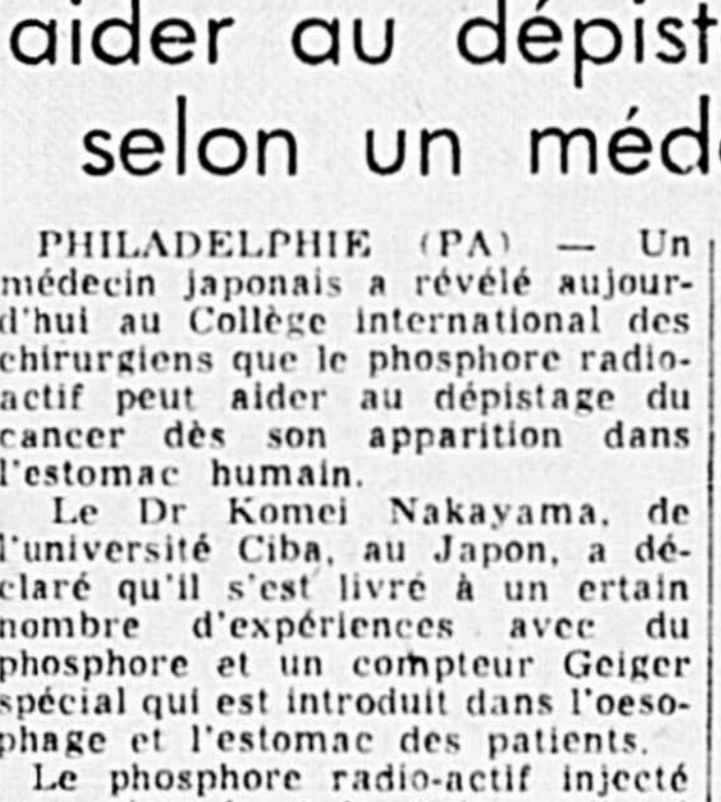 aider au dépist
selon un méd
PHILADELPHIE (PA) — Un
médecin japonais a révélé aujour-
d'hui au Collège international des
chirurgiens que le phosphore radio-
actif peut aider au dépistage du
cancer dès son apparition dans
l'estomac humain.
Le Dr Komei Nakayama, de
l'université Ciba, au Japon, a dé-
claré qu'il s'est livré à un ertain
nombre d'expériences avec du
phosphore et un compteur Geiger
spécial qui est introduit dans l'oeso-
phage et l'estomac des patients.
Le phosphore radio-actif injecté